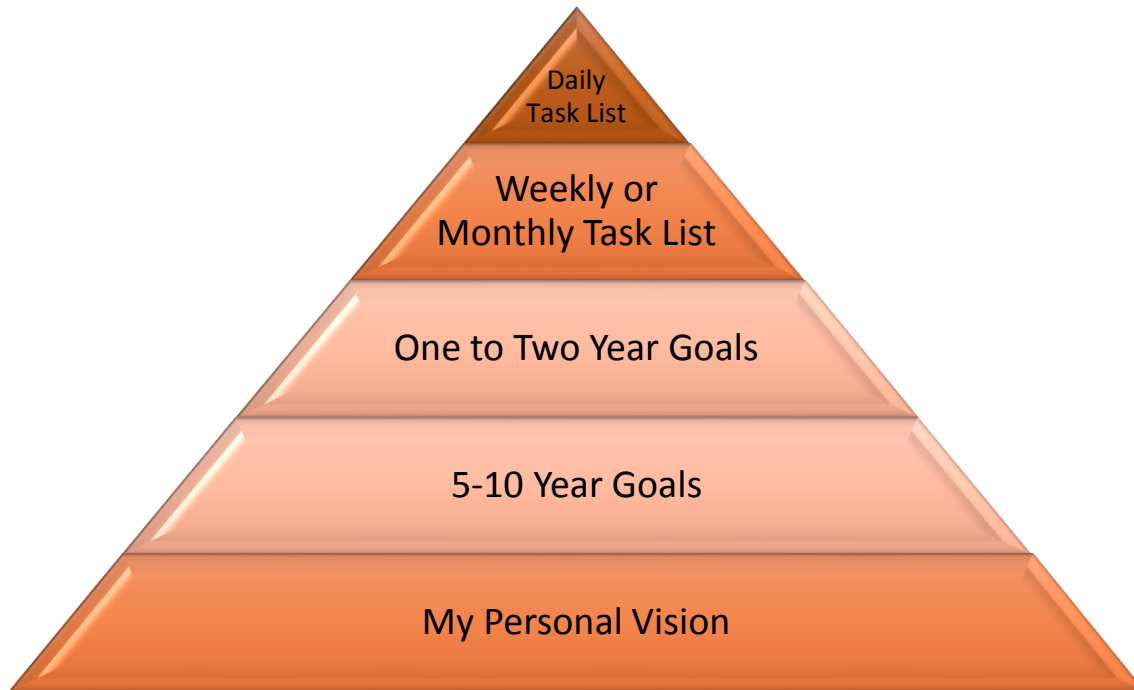 Daily
Task List
Weekly or
Monthly Task List
One to Two Year Goals
5-10 Year Goals
My Personal Vision